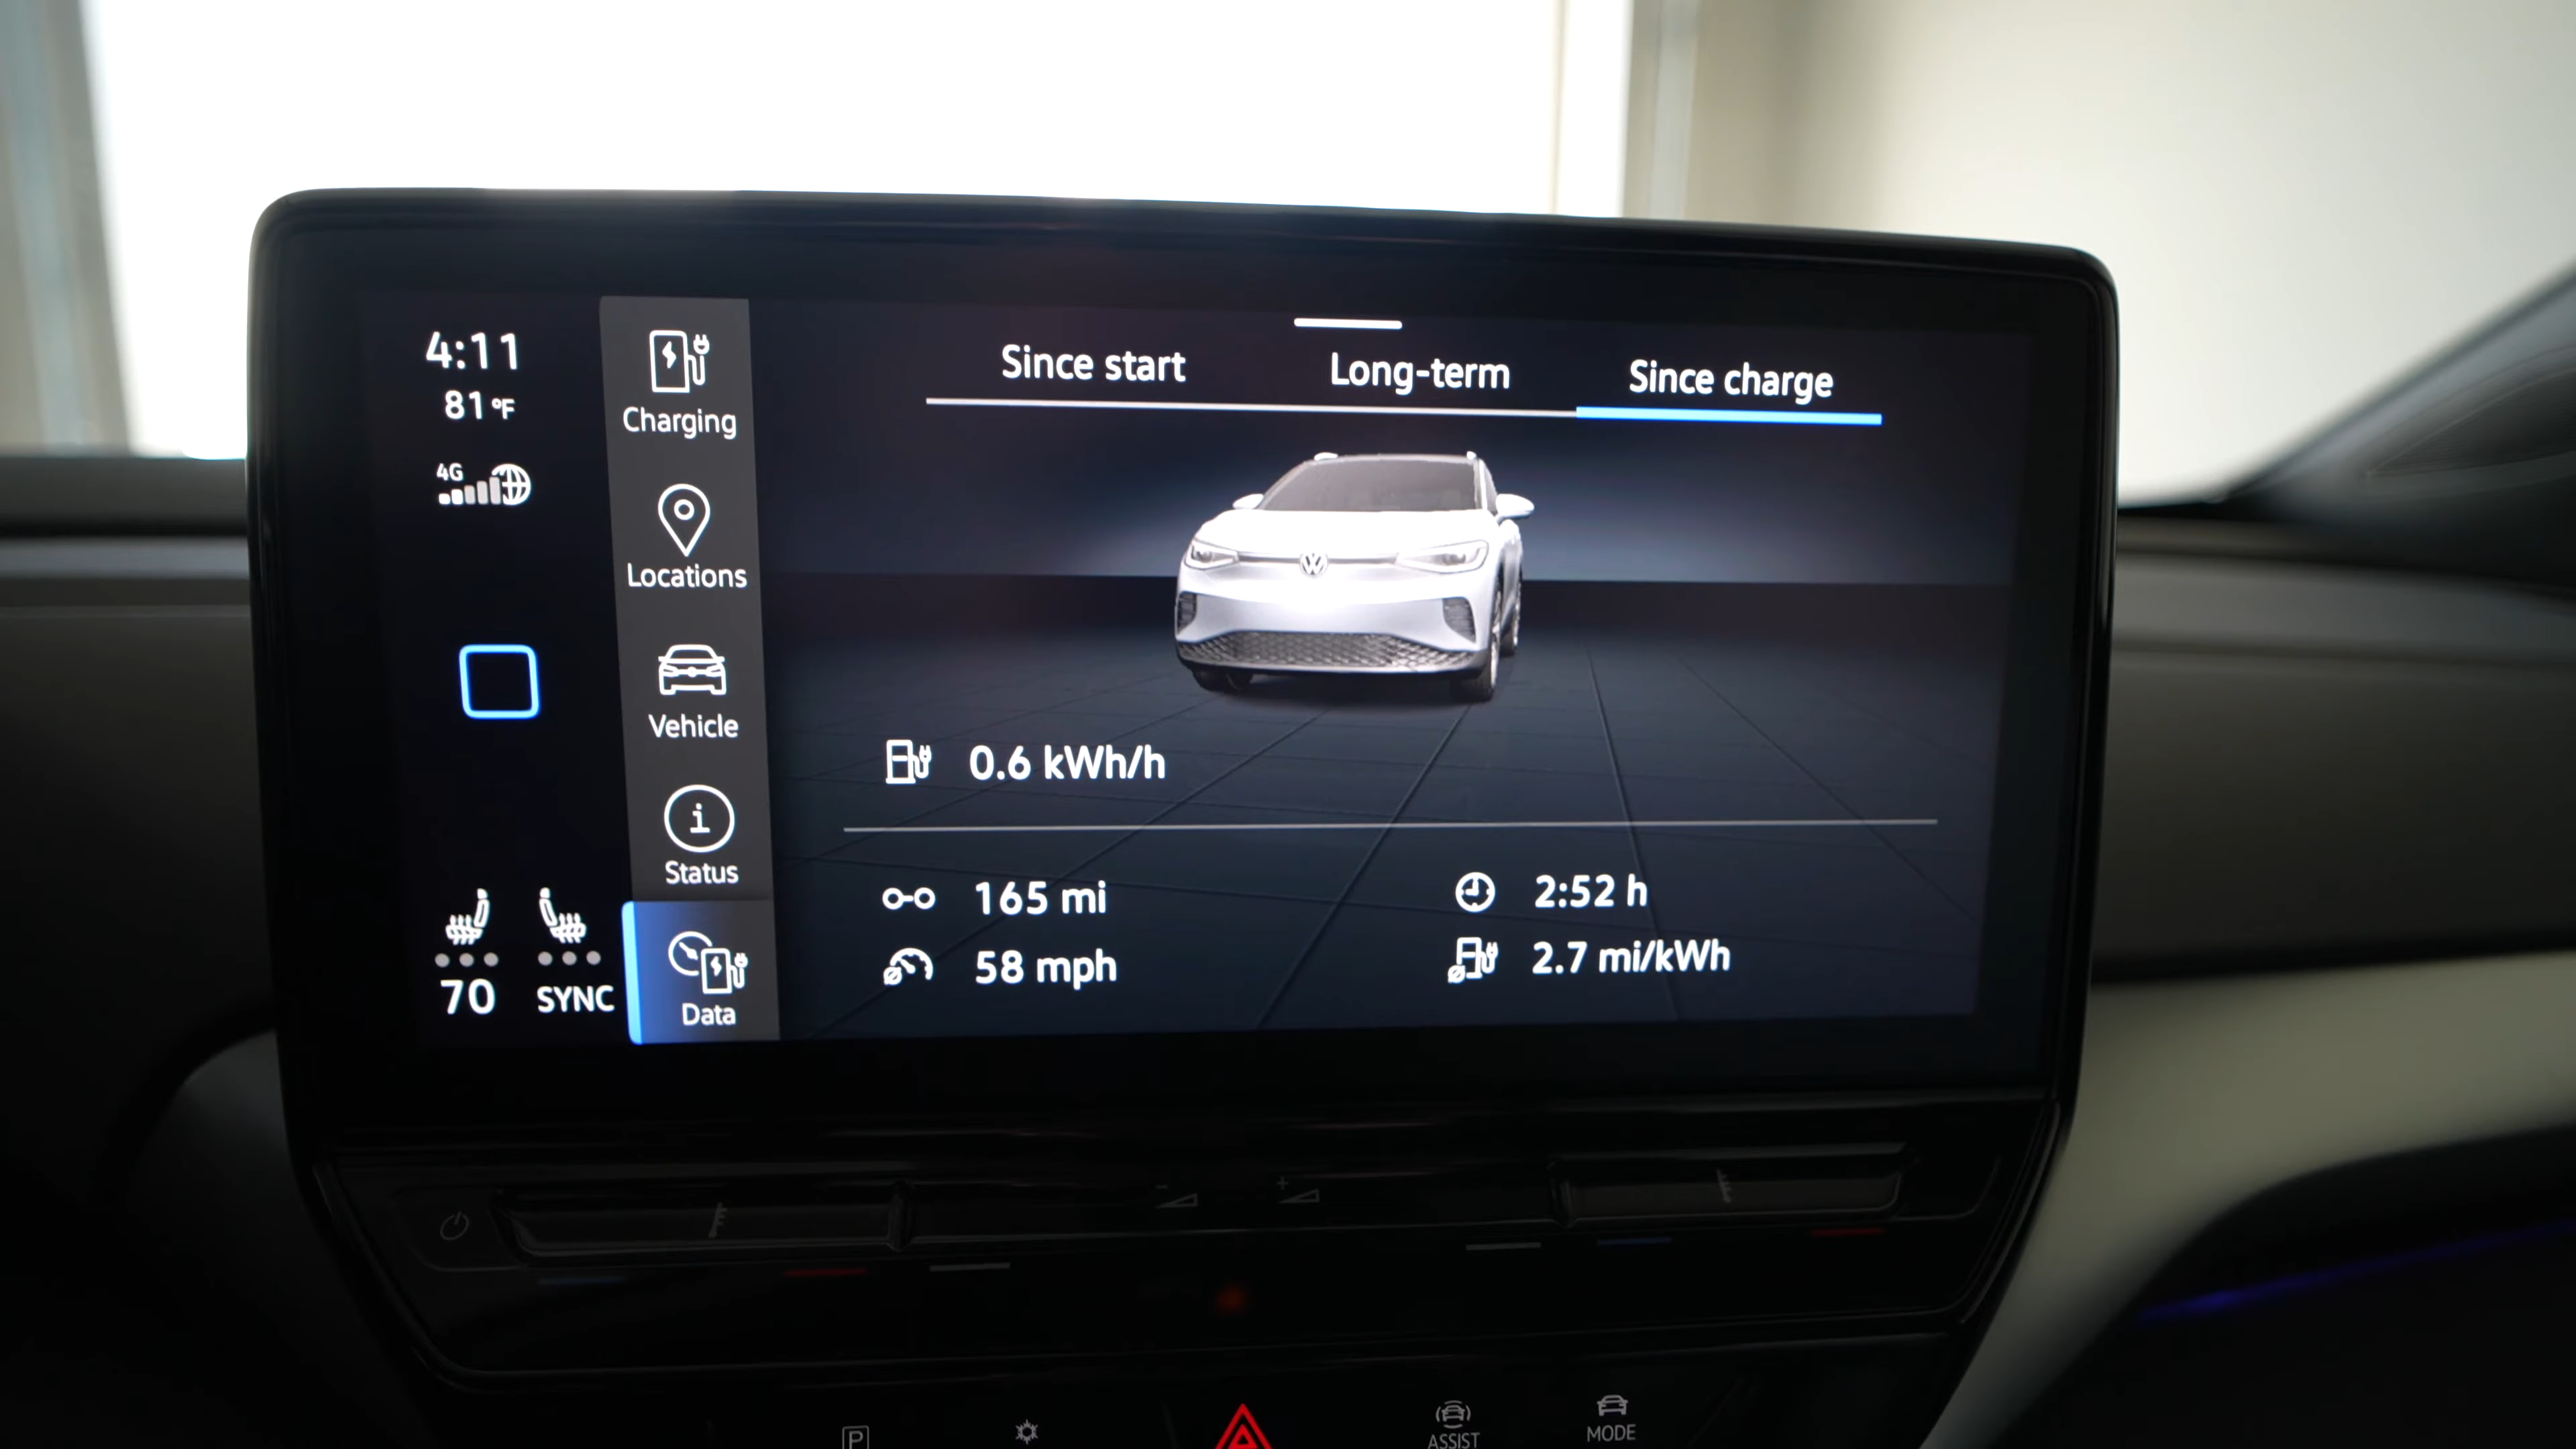 4:11
81 °F
4G
Charging
Locations
Vehicle
Status
Data
70
SYNC
Since start
Long-term
Since charge
0.6 kWh/h
165 mi
2:52 h
58 mph
2.7 mi/kWh
P
ASSIST
MODE